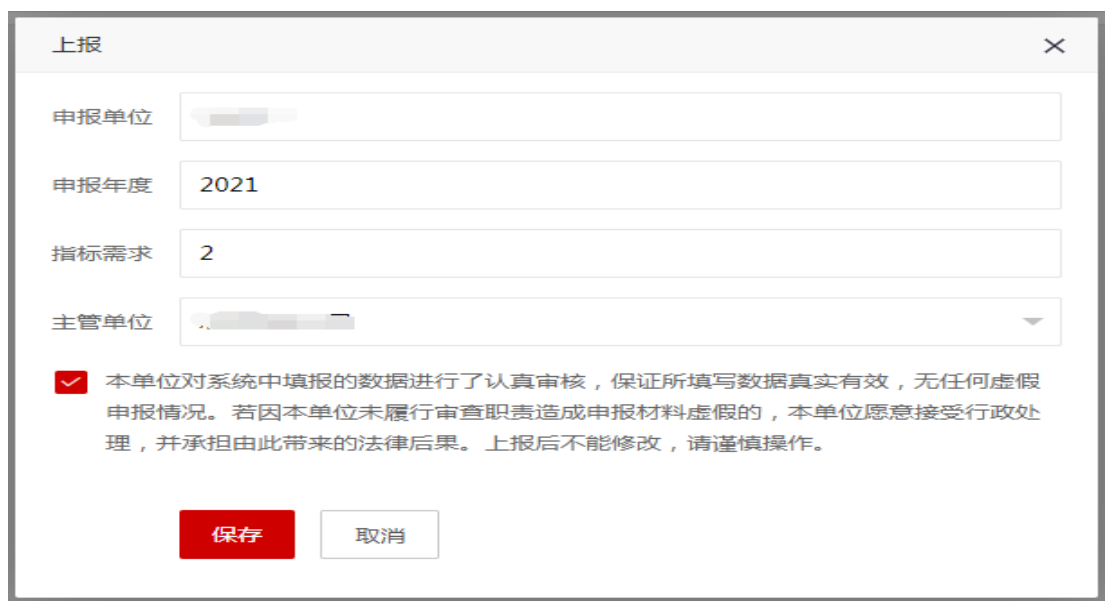 上报
申报单位
申报年度 2021
指标需求 2
主管单位
本单位对系统中填报的数据进行了认真审核，保证所填写数据真实有效，无任何虚假
申报情况。若因本单位未履行审查职责造成申报材料虚假的，本单位愿意接受行政处
理，并承担由此带来的法律后果。上报后不能修改，请谨慎操作。
保存 取消